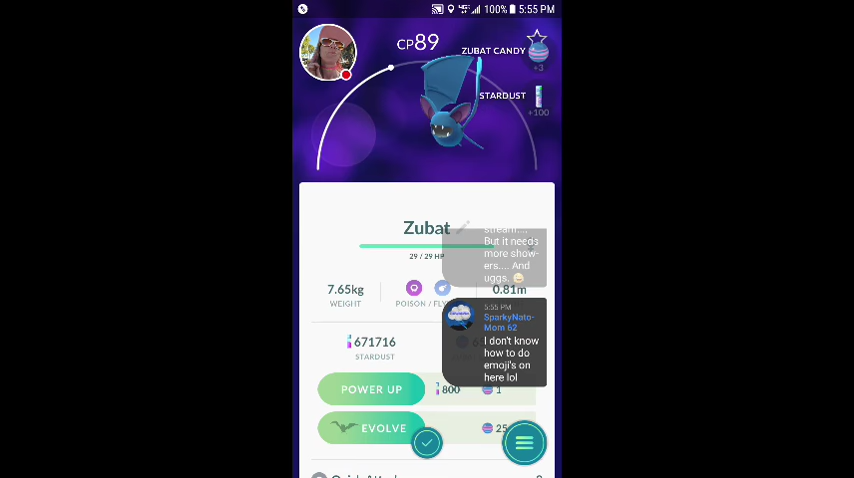 100% 5:55 PM
CP89
ZUBAT CANDY
+3
STARDUST
+100
Zubat
29 / 29 HP
stream....
But it needs
more show-
ers.... And
uggs. 😄
7.65kg
WEIGHT
POISON / FLY
0.81m
5:55 PM
SparkyNato-
Mom 62
I don't know
how to do
emoji's on
here lol
671716
STARDUST
POWER UP
800
1
EVOLVE
25